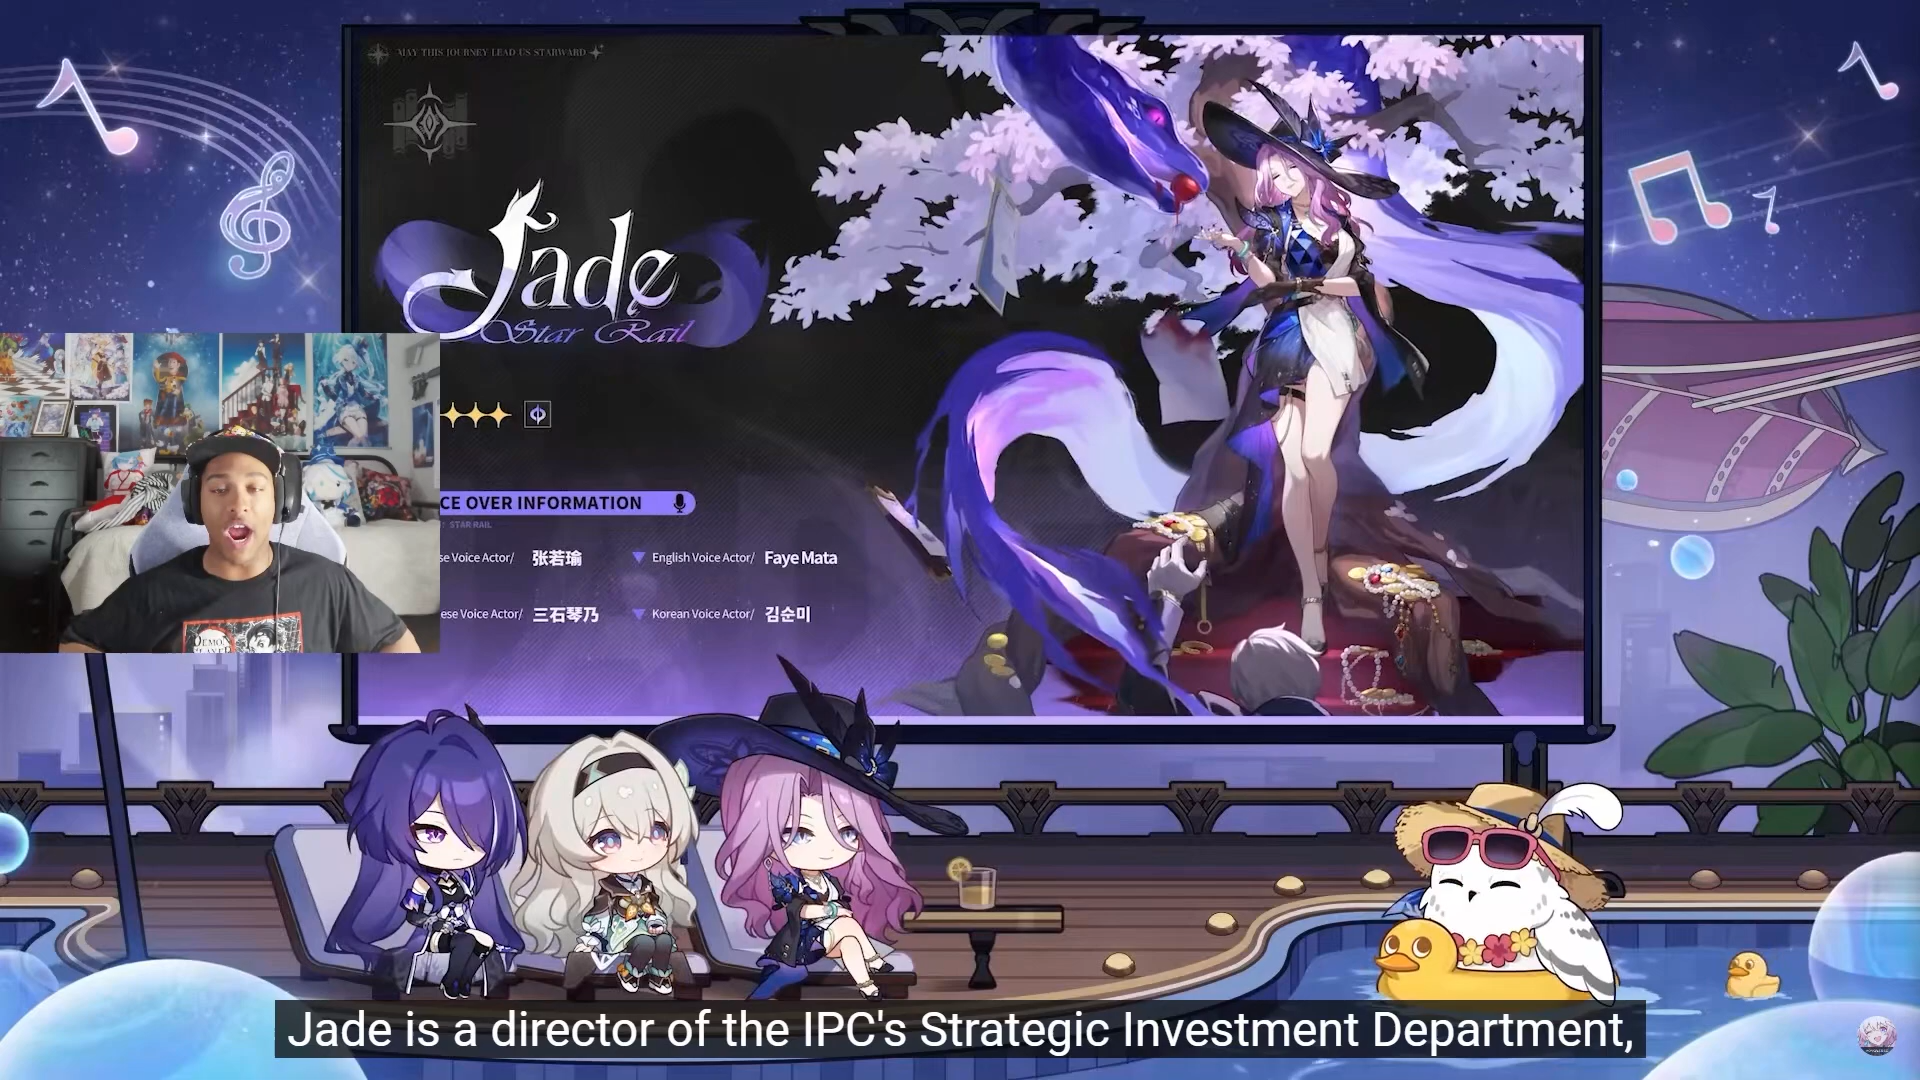 MAY THIS JOURNEY LEAD US STARWARD
Jade
Star Rail
CE OVER INFORMATION
STAR RAIL
se Voice Actor/ 张若瑜 English Voice Actor/ Faye Mata
ese Voice Actor/ 三石琴乃 Korean Voice Actor/ 김순미
Jade is a director of the IPC's Strategic Investment Department,